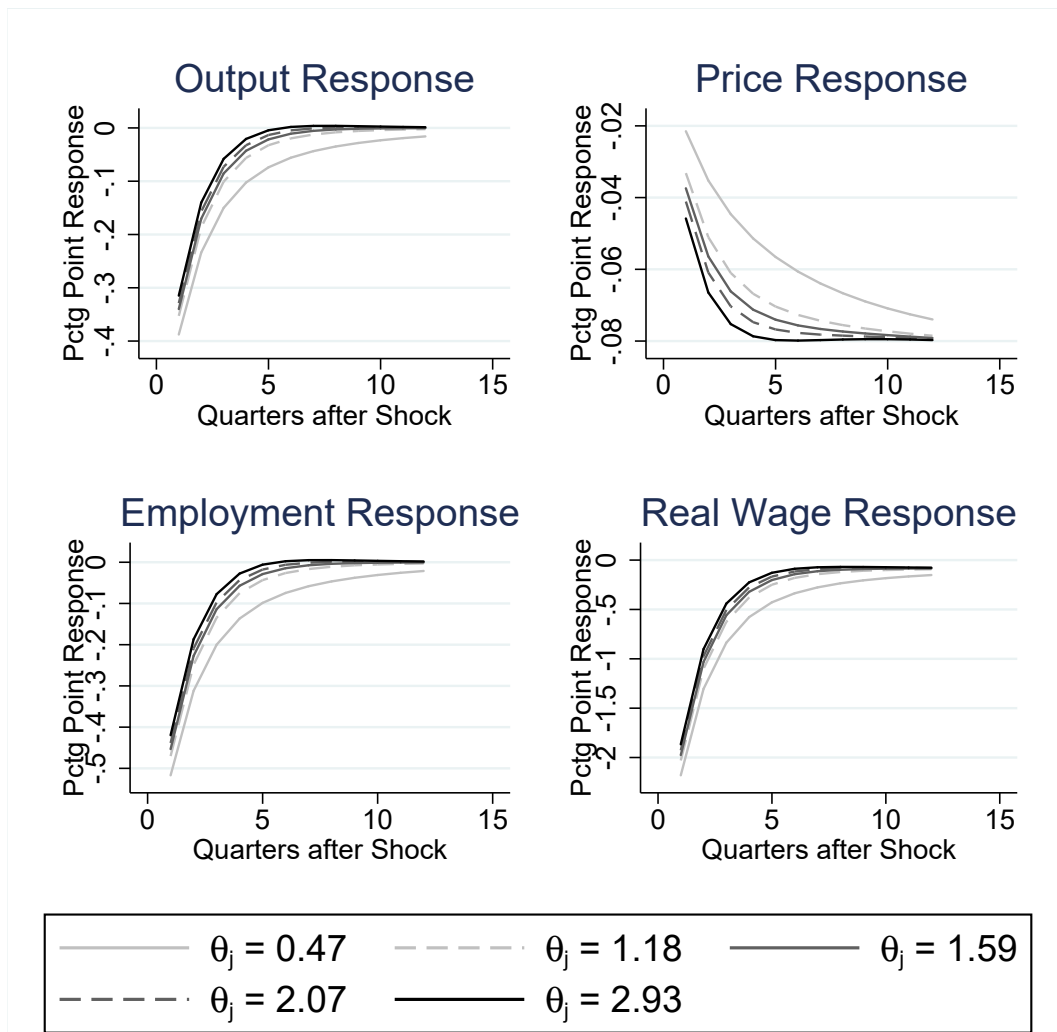 Output Response
Pctg Point Response
0
-.1
-.2
-.3
-.4
0 5 10 15
Quarters after Shock
Price Response
Pctg Point Response
-.02
-.04
-.06
-.08
0 5 10 15
Quarters after Shock
Employment Response
Pctg Point Response
0
-.1
-.2
-.3
-.4
-.5
0 5 10 15
Quarters after Shock
Real Wage Response
Pctg Point Response
0
-.5
-1
-1.5
-2
0 5 10 15
Quarters after Shock
θj = 0.47 θj = 1.18 θj = 1.59
θj = 2.07 θj = 2.93